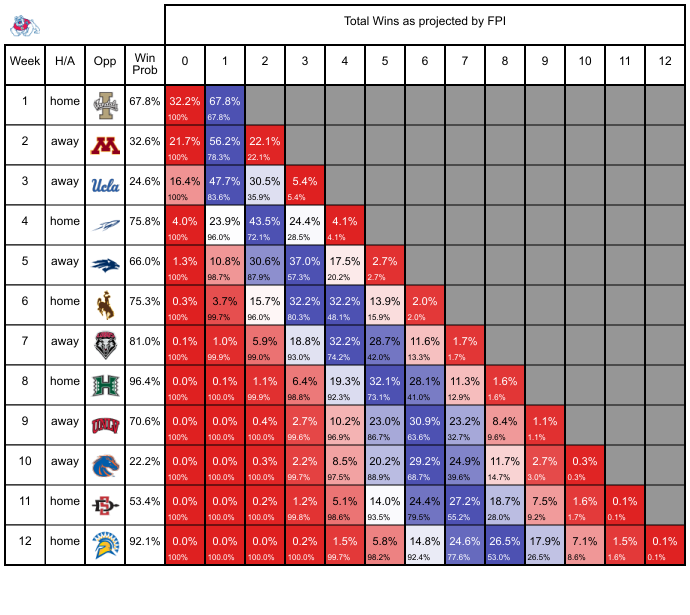 Total Wins as projected by FPI
Week H/A Opp Win Prob 0 1 2 3 4 5 6 7 8 9 10 11 12
1 home I Vandals 67.8% 32.2% 67.8%
100% 67.8%
2 away M 32.6% 21.7% 56.2% 22.1%
100% 78.3% 22.1%
3 away Ucla 24.6% 16.4% 47.7% 30.5% 5.4%
100% 83.6% 35.9% 5.4%
4 home 75.8% 4.0% 23.9% 43.5% 24.4% 4.1%
100% 96.0% 72.1% 28.5% 4.1%
5 away 66.0% 1.3% 10.8% 30.6% 37.0% 17.5% 2.7%
100% 98.7% 87.9% 57.3% 20.2% 2.7%
6 home 75.3% 0.3% 3.7% 15.7% 32.2% 32.2% 13.9% 2.0%
100% 99.7% 96.0% 80.3% 48.1% 15.9% 2.0%
7 away 81.0% 0.1% 1.0% 5.9% 18.8% 32.2% 28.7% 11.6% 1.7%
100% 99.9% 99.0% 93.0% 74.2% 42.0% 13.3% 1.7%
8 home H 96.4% 0.0% 0.1% 1.1% 6.4% 19.3% 32.1% 28.1% 11.3% 1.6%
100% 100.0% 99.9% 98.8% 92.3% 73.1% 41.0% 12.9% 1.6%
9 away UNLV 70.6% 0.0% 0.0% 0.4% 2.7% 10.2% 23.0% 30.9% 23.2% 8.4% 1.1%
100% 100.0% 100.0% 99.6% 96.9% 86.7% 63.6% 32.7% 9.6% 1.1%
10 away 22.2% 0.0% 0.0% 0.3% 2.2% 8.5% 20.2% 29.2% 24.9% 11.7% 2.7% 0.3%
100% 100.0% 100.0% 99.7% 97.5% 88.9% 68.7% 39.6% 14.7% 3.0% 0.3%
11 home SD 53.4% 0.0% 0.0% 0.2% 1.2% 5.1% 14.0% 24.4% 27.2% 18.7% 7.5% 1.6% 0.1%
100% 100.0% 100.0% 99.8% 98.6% 93.5% 79.5% 55.2% 28.0% 9.2% 1.7% 0.1%
12 home 92.1% 0.0% 0.0% 0.0% 0.2% 1.5% 5.8% 14.8% 24.6% 26.5% 17.9% 7.1% 1.5% 0.1%
100% 100.0% 100.0% 100.0% 99.7% 98.2% 92.4% 77.6% 53.0% 26.5% 8.6% 1.6% 0.1%